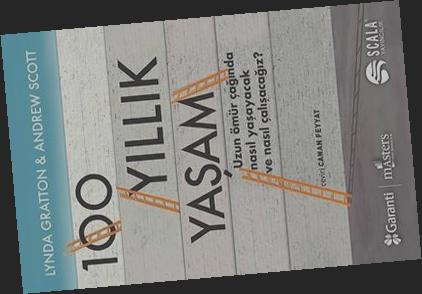 LYNDA GRATTON & ANDREW SCOTT
100
YILLIK
YAŞAM
Uzun ömür çağında
nasıl yaşayacak
ve nasıl çalışacağız?
çeviri CANAN FEYYAT
Garanti | mAsters
SCALA
YAYINCILIK